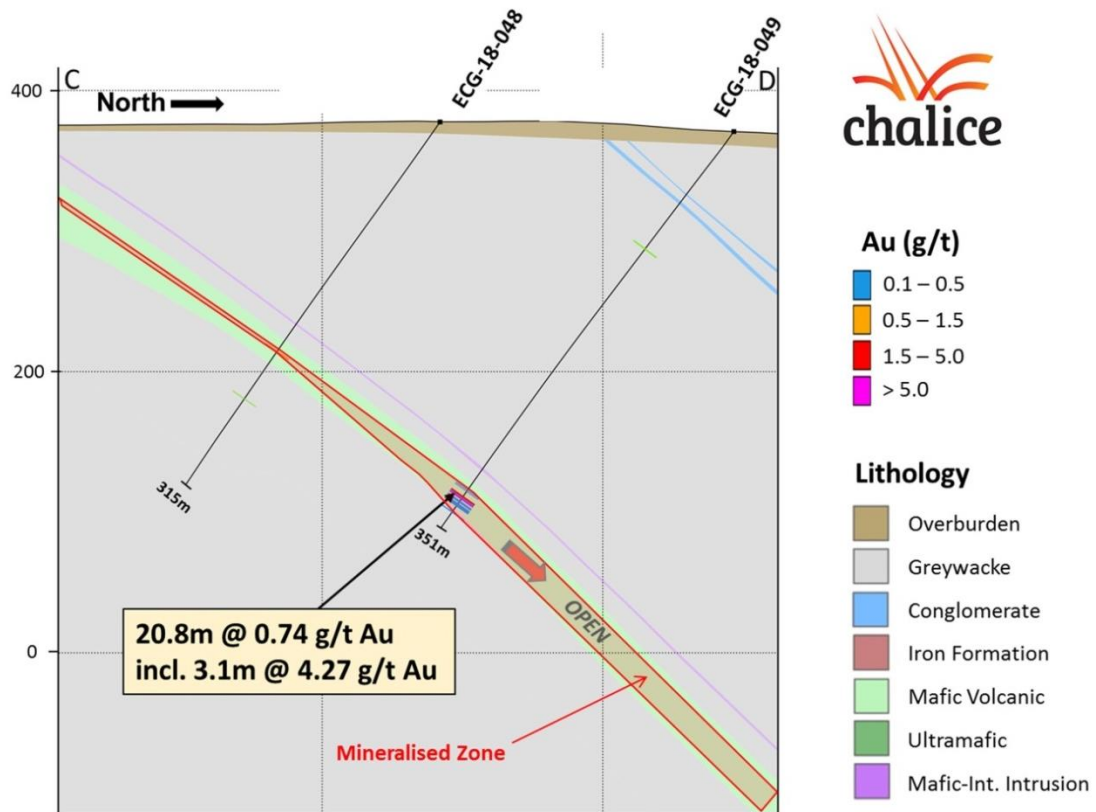 C
D
400
North
ECG-18-048
ECG-18-049
200
315m
351m
20.8m @ 0.74 g/t Au
incl. 3.1m @ 4.27 g/t Au
OPEN
0
Mineralised Zone
chalice
Au (g/t)
0.1 – 0.5
0.5 – 1.5
1.5 – 5.0
> 5.0
Lithology
Overburden
Greywacke
Conglomerate
Iron Formation
Mafic Volcanic
Ultramafic
Mafic-Int. Intrusion